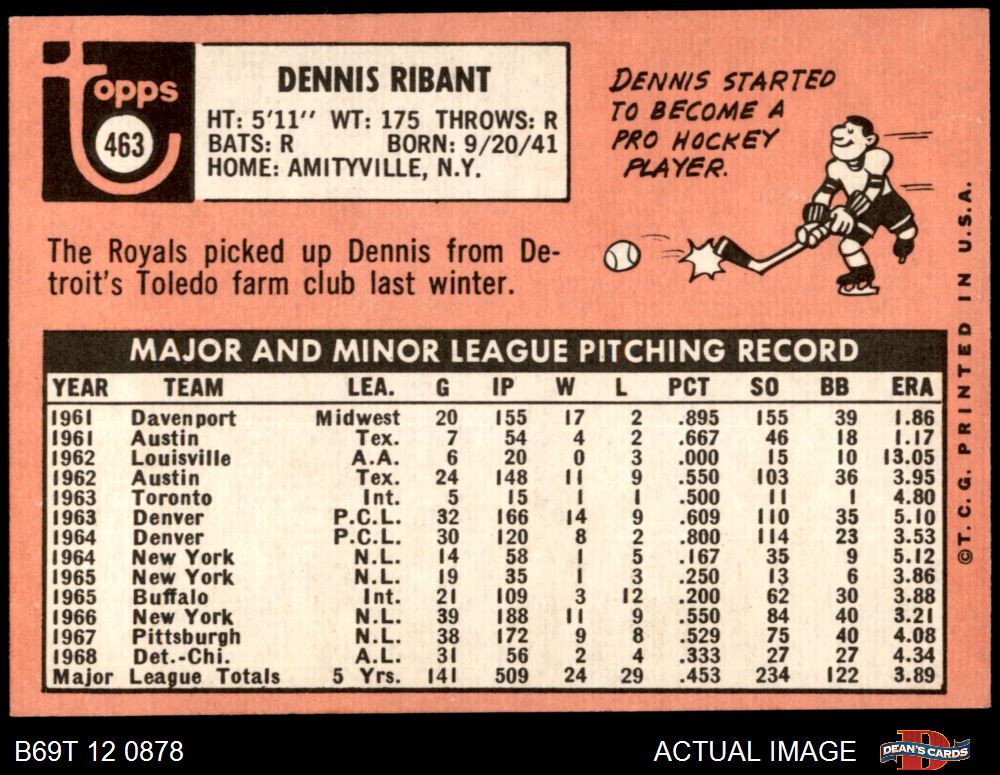 topps
463
DENNIS RIBANT
HT: 5'11" WT: 175 THROWS: R
BATS: R BORN: 9/20/41
HOME: AMITYVILLE, N.Y.
DENNIS STARTED
TO BECOME A
PRO HOCKEY
PLAYER.
The Royals picked up Dennis from De-
troit's Toledo farm club last winter.
MAJOR AND MINOR LEAGUE PITCHING RECORD
YEAR TEAM LEA. G IP W L PCT SO BB ERA
1961 Davenport Midwest 20 155 17 2 .895 155 39 1.86
1961 Austin Tex. 7 54 4 2 .667 46 18 1.17
1962 Louisville A.A. 6 20 0 3 .000 15 10 13.05
1962 Austin Tex. 24 148 11 9 .550 103 36 3.95
1963 Toronto Int. 5 15 1 1 .500 11 1 4.80
1963 Denver P.C.L. 32 166 14 9 .609 110 35 5.10
1964 Denver P.C.L. 30 120 8 2 .800 114 23 3.53
1964 New York N.L. 14 58 1 5 .167 35 9 5.12
1965 New York N.L. 19 35 1 3 .250 13 6 3.86
1965 Buffalo Int. 21 109 3 12 .200 62 30 3.88
1966 New York N.L. 39 188 11 9 .550 84 40 3.21
1967 Pittsburgh N.L. 38 172 9 8 .529 75 40 4.08
1968 Det.-Chi. A.L. 31 56 2 4 .333 27 27 4.34
Major League Totals 5 Yrs. 141 509 24 29 .453 234 122 3.89
©T.C.G. PRINTED IN U.S.A.
B69T 12 0878
ACTUAL IMAGE
DEAN'S CARDS